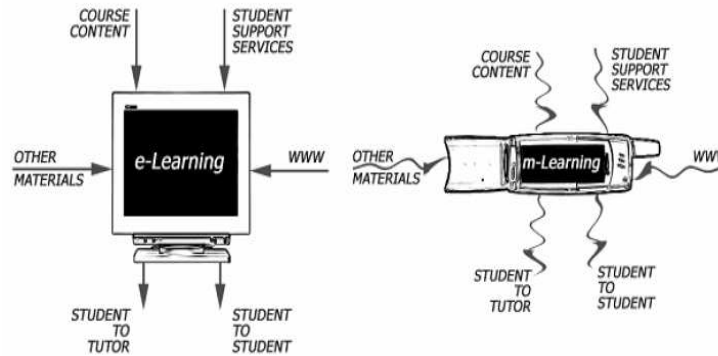 COURSE
CONTENT
STUDENT
SUPPORT
SERVICES
OTHER
MATERIALS
e-Learning
WWW
STUDENT
TO
TUTOR
STUDENT
TO
STUDENT
COURSE
CONTENT
STUDENT
SUPPORT
SERVICES
OTHER
MATERIALS
m-Learning
WWW
STUDENT
TO
TUTOR
STUDENT
TO
STUDENT